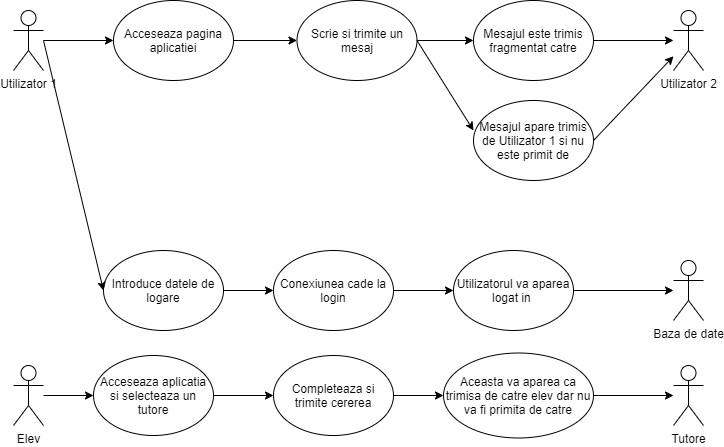 Acceseaza pagina
aplicatiei
Scrie si trimite un
mesaj
Mesajul este trimis
fragmentat catre
Utilizator 1
Utilizator 2
Mesajul apare trimis
de Utilizator 1 si nu
este primit de
Introduce datele de
logare
Conexiunea cade la
login
Utilizatorul va aparea
logat in
Baza de date
Acceseaza aplicatia
si selecteaza un
tutore
Completeaza si
trimite cererea
Aceasta va aparea ca
trimisa de catre elev dar nu
va fi primita de catre
Elev
Tutore